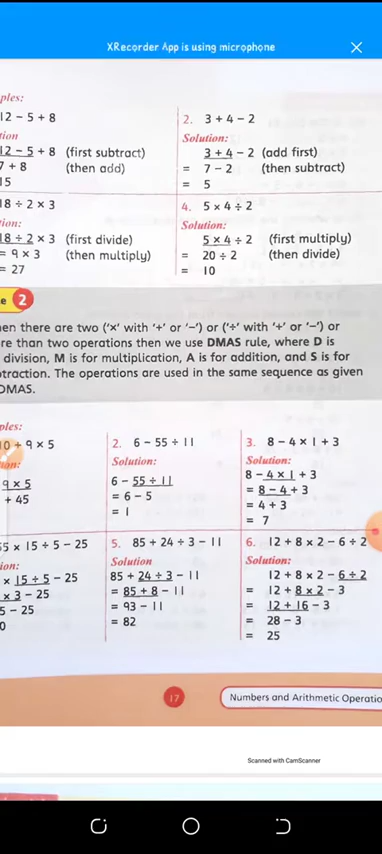 XRecorder App is using microphone
ples:
12 − 5 + 8
tion
12 − 5 + 8 (first subtract)
7 + 8 (then add)
15
2. 3 + 4 − 2
Solution:
3 + 4 − 2 (add first)
= 7 − 2 (then subtract)
= 5
18 ÷ 2 × 3
tion:
18 ÷ 2 × 3 (first divide)
= 9 × 3 (then multiply)
= 27
4. 5 × 4 ÷ 2
Solution:
5 × 4 ÷ 2 (first multiply)
= 20 ÷ 2 (then divide)
= 10
e 2
en there are two (‘×’ with ‘+’ or ‘−’) or (‘÷’ with ‘+’ or ‘−’) or
re than two operations then we use DMAS rule, where D is
division, M is for multiplication, A is for addition, and S is for
traction. The operations are used in the same sequence as given
DMAS.
ples:
10 + 9 × 5
ion:
9 × 5
+ 45
2. 6 − 55 ÷ 11
Solution:
6 − 55 ÷ 11
= 6 − 5
= 1
3. 8 − 4 × 1 + 3
Solution:
8 − 4 × 1 + 3
= 8 − 4 + 3
= 4 + 3
= 7
5 × 15 ÷ 5 − 25
ion:
× 15 ÷ 5 − 25
× 3 − 25
5 − 25
0
5. 85 + 24 ÷ 3 − 11
Solution
85 + 24 ÷ 3 − 11
= 85 + 8 − 11
= 93 − 11
= 82
6. 12 + 8 × 2 − 6 ÷ 2
Solution:
12 + 8 × 2 − 6 ÷ 2
= 12 + 8 × 2 − 3
= 12 + 16 − 3
= 28 − 3
= 25
17
Numbers and Arithmetic Operatio
Scanned with CamScanner